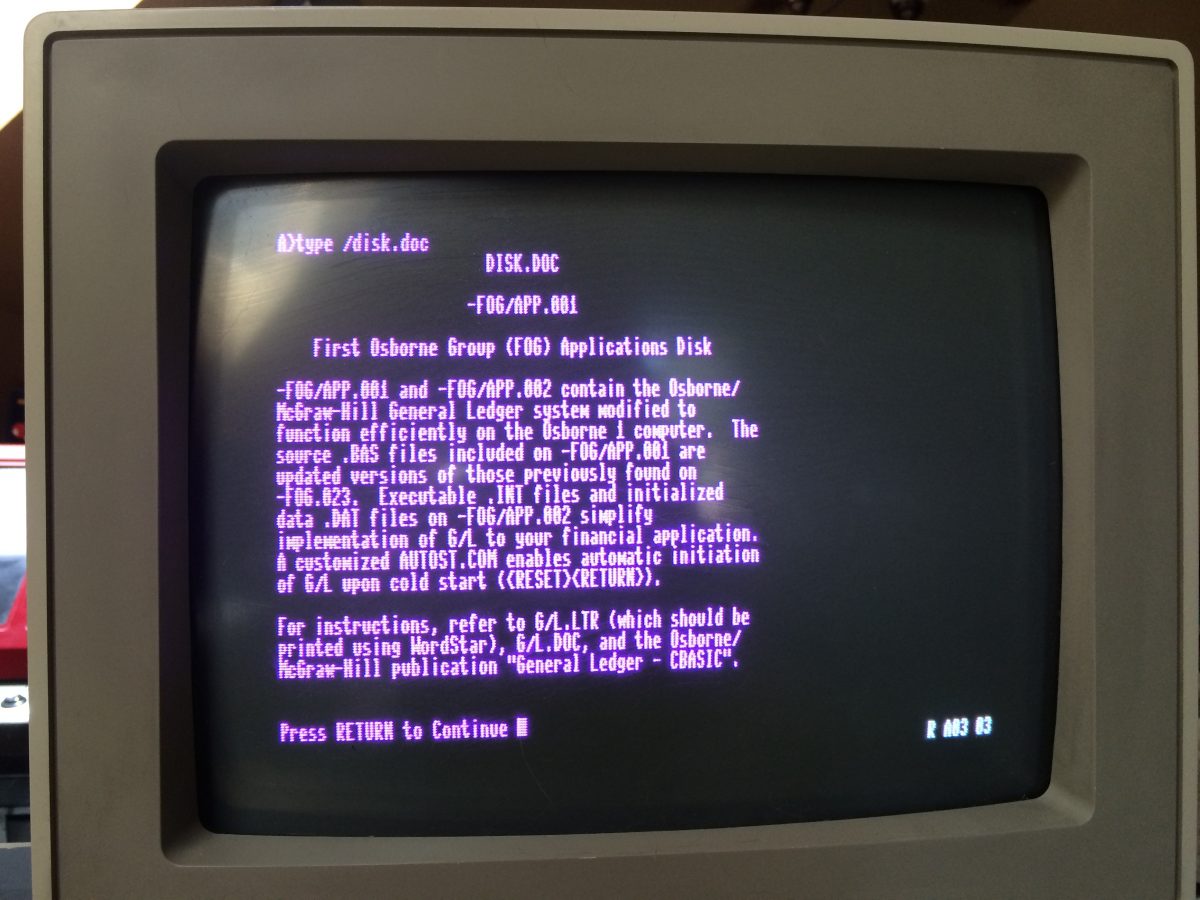 A>type /disk.doc
DISK.DOC
-FOG/APP.001
First Osborne Group (FOG) Applications Disk
-FOG/APP.001 and -FOG/APP.002 contain the Osborne/
McGraw-Hill General Ledger system modified to
function efficiently on the Osborne 1 computer.  The
source .BAS files included on -FOG/APP.001 are
updated versions of those previously found on
-FOG.023.  Executable .INT files and initialized
data .DAT files on -FOG/APP.002 simplify
implementation of G/L to your financial application.
A customized AUTOST.COM enables automatic initiation
of G/L upon cold start (<RESET><RETURN>).
For instructions, refer to G/L.LTR (which should be
printed using WordStar), G/L.DOC, and the Osborne/
McGraw-Hill publication "General Ledger - CBASIC".
Press RETURN to Continue
R A03 03